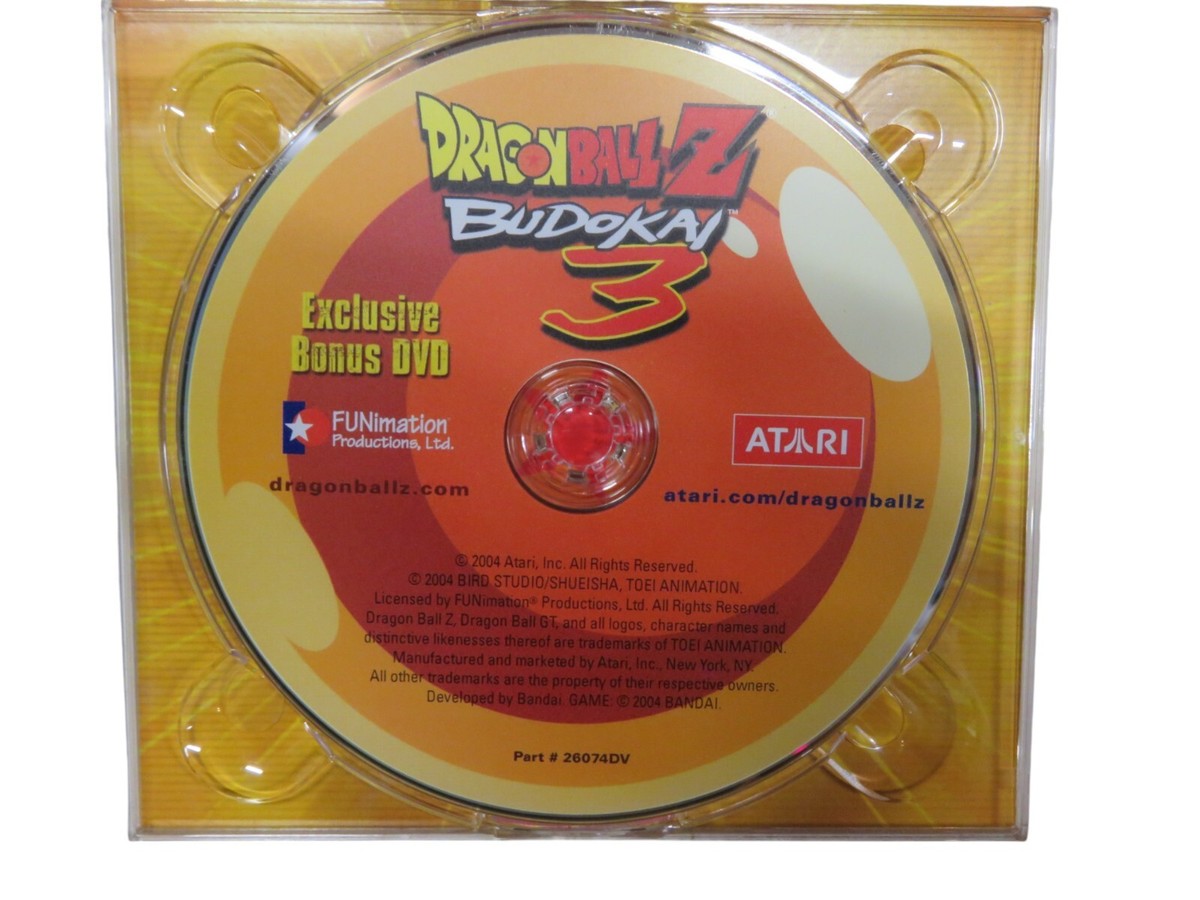 DRAGON BALL Z®
BUDOKAI™
3
Exclusive
Bonus DVD
FUNimation
Productions, Ltd.
dragonballz.com
ATARI
atari.com/dragonballz
© 2004 Atari, Inc. All Rights Reserved.
© 2004 BIRD STUDIO/SHUEISHA, TOEI ANIMATION.
Licensed by FUNimation® Productions, Ltd. All Rights Reserved.
Dragon Ball Z, Dragon Ball GT, and all logos, character names and
distinctive likenesses thereof are trademarks of TOEI ANIMATION.
Manufactured and marketed by Atari, Inc., New York, NY.
All other trademarks are the property of their respective owners.
Developed by Bandai. GAME: © 2004 BANDAI.
Part # 26074DV